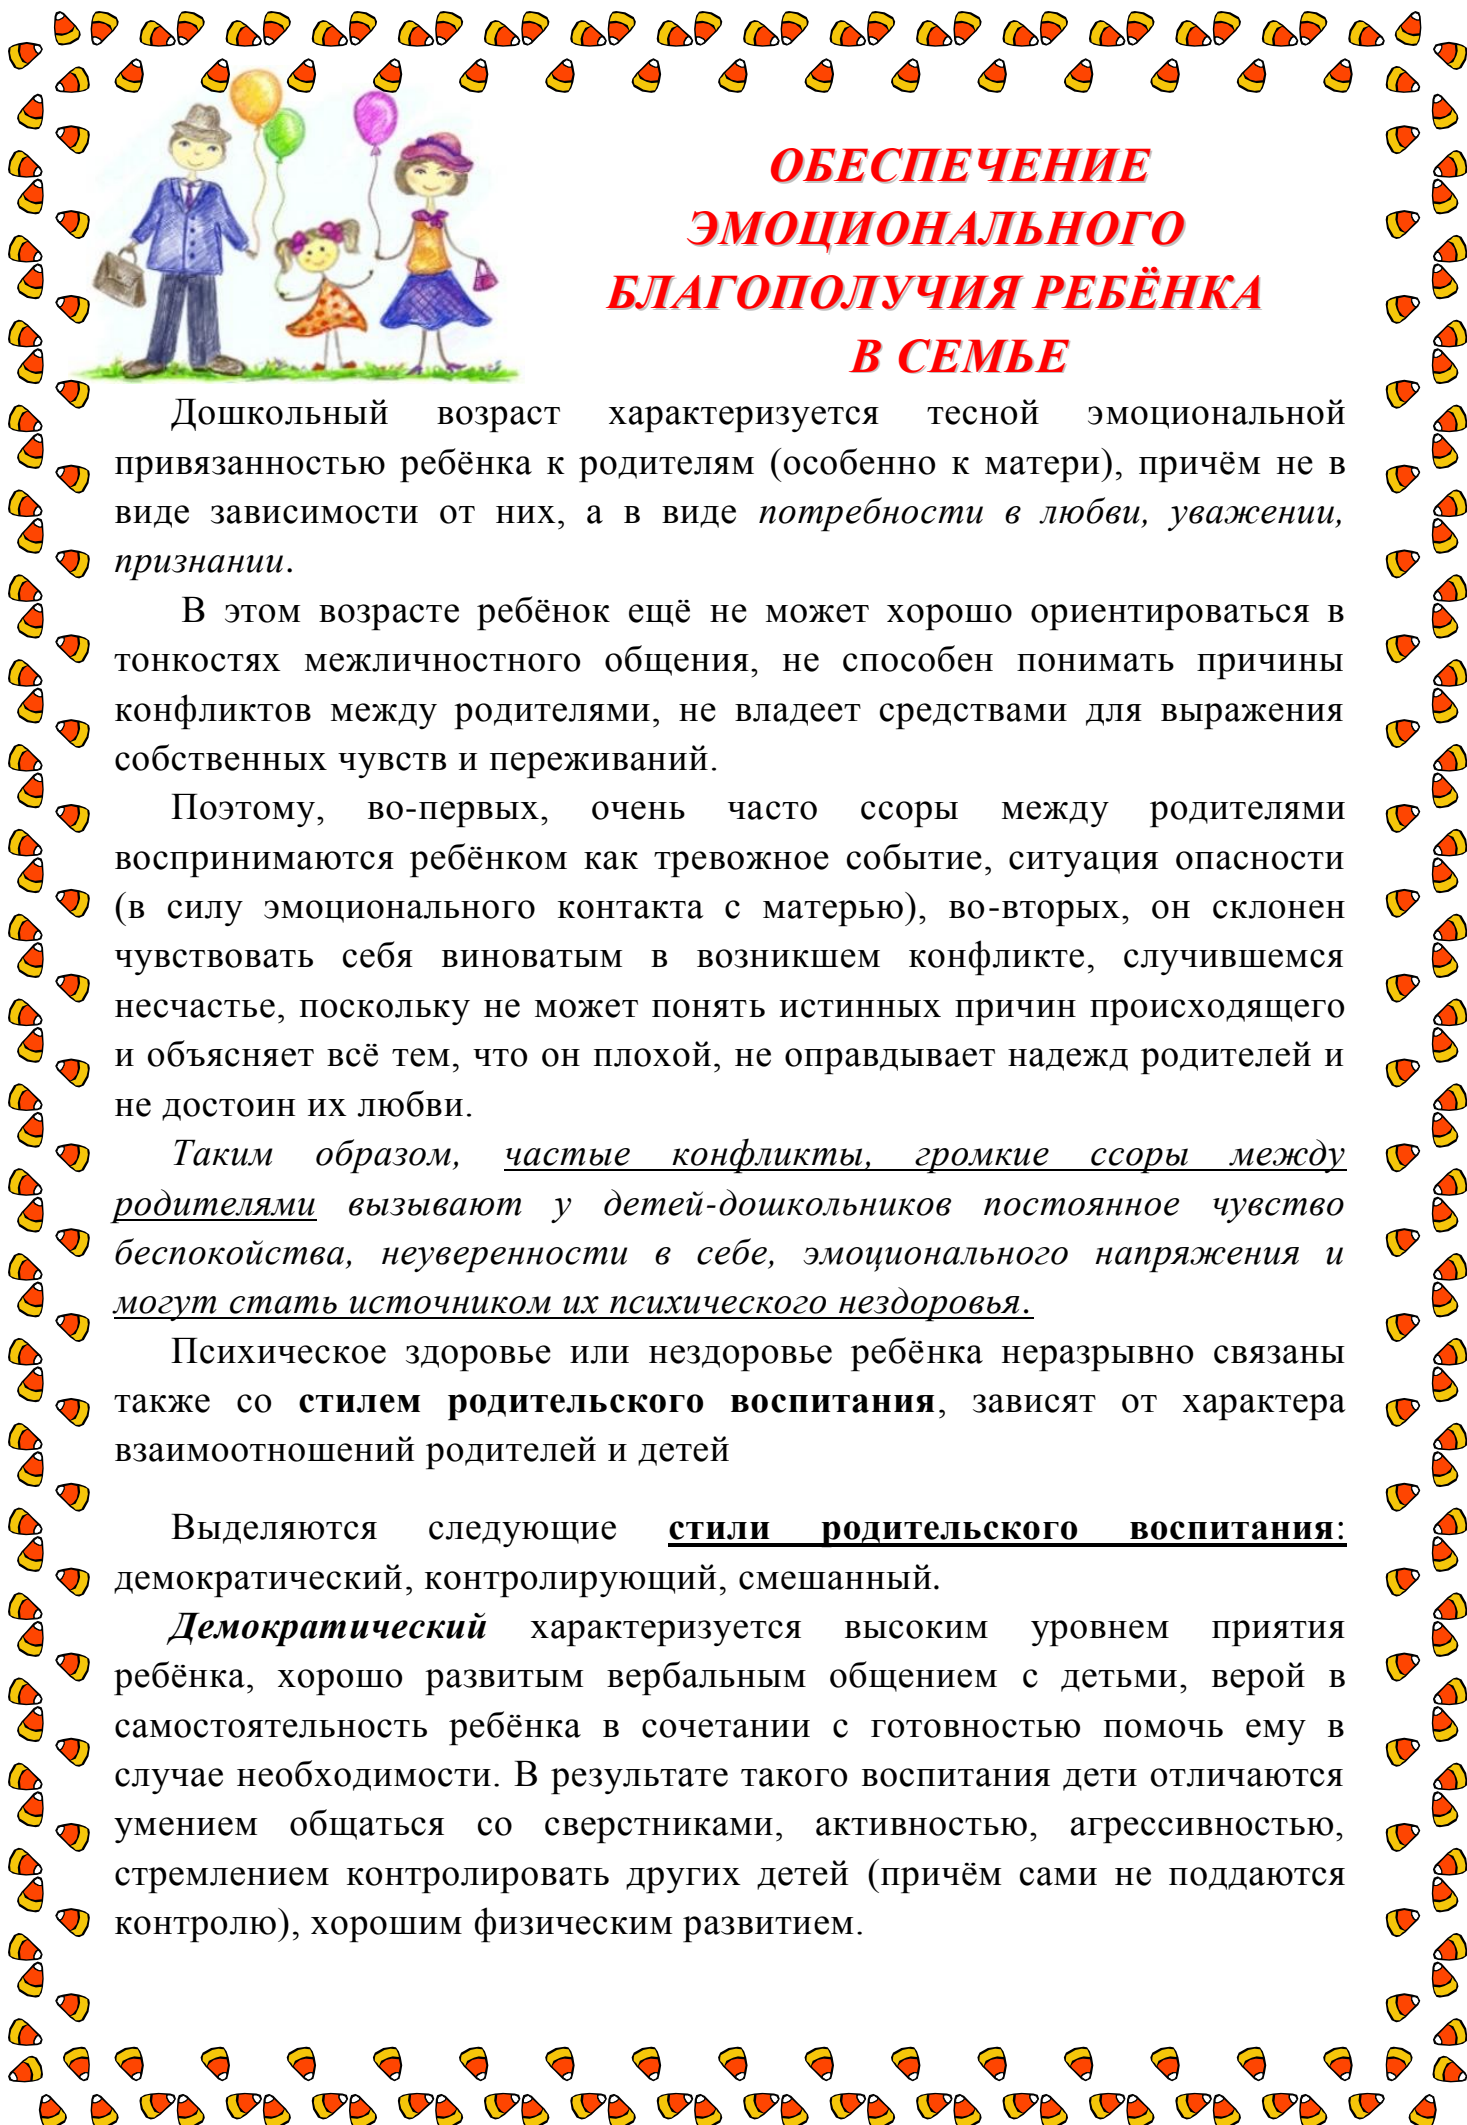 ОБЕСПЕЧЕНИЕ
ЭМОЦИОНАЛЬНОГО
БЛАГОПОЛУЧИЯ РЕБЁНКА
В СЕМЬЕ
Дошкольный возраст характеризуется тесной эмоциональной
привязанностью ребёнка к родителям (особенно к матери), причём не в
виде зависимости от них, а в виде потребности в любви, уважении,
признании.
В этом возрасте ребёнок ещё не может хорошо ориентироваться в
тонкостях межличностного общения, не способен понимать причины
конфликтов между родителями, не владеет средствами для выражения
собственных чувств и переживаний.
Поэтому, во-первых, очень часто ссоры между родителями
воспринимаются ребёнком как тревожное событие, ситуация опасности
(в силу эмоционального контакта с матерью), во-вторых, он склонен
чувствовать себя виноватым в возникшем конфликте, случившемся
несчастье, поскольку не может понять истинных причин происходящего
и объясняет всё тем, что он плохой, не оправдывает надежд родителей и
не достоин их любви.
Таким образом, частые конфликты, громкие ссоры между
родителями вызывают у детей-дошкольников постоянное чувство
беспокойства, неуверенности в себе, эмоционального напряжения и
могут стать источником их психического нездоровья.
Психическое здоровье или нездоровье ребёнка неразрывно связаны
также со стилем родительского воспитания, зависят от характера
взаимоотношений родителей и детей
Выделяются следующие стили родительского воспитания:
демократический, контролирующий, смешанный.
Демократический характеризуется высоким уровнем приятия
ребёнка, хорошо развитым вербальным общением с детьми, верой в
самостоятельность ребёнка в сочетании с готовностью помочь ему в
случае необходимости. В результате такого воспитания дети отличаются
умением общаться со сверстниками, активностью, агрессивностью,
стремлением контролировать других детей (причём сами не поддаются
контролю), хорошим физическим развитием.